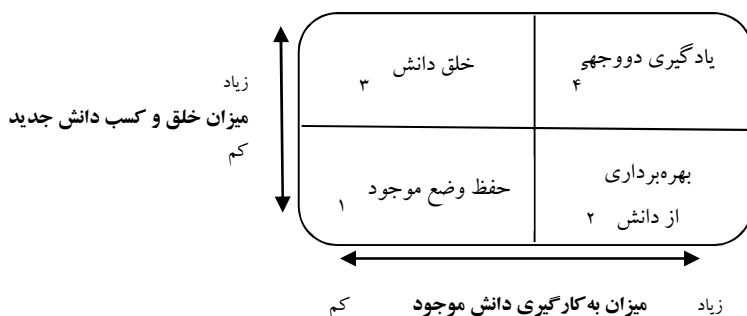 یادگیری دووجهی
۴
خلق دانش
۳
زیاد
میزان خلق و کسب دانش جدید
کم
بهره‌برداری
از دانش ۲
حفظ وضع موجود
۱
زیاد میزان به‌کارگیری دانش موجود کم